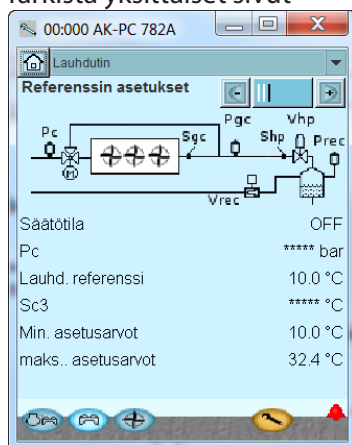 Tarkista yksittäiset sivut
00:000 AK-PC 782A
Lauhdutin
Referenssin asetukset
Pgc Vhp
Pc Sgc Shp Prec
M
Vrec
Säätötila OFF
Pc ***** bar
Lauhd. referenssi 10.0 °C
Sc3 ***** °C
Min. asetusarvot 10.0 °C
maks.. asetusarvot 32.4 °C